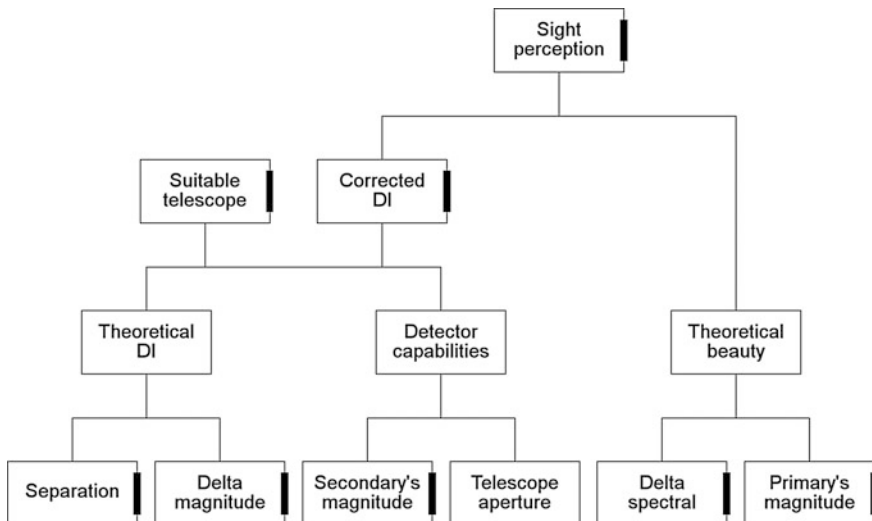 Sight
perception
Suitable
telescope
Corrected
DI
Theoretical
DI
Detector
capabilities
Theoretical
beauty
Separation
Delta
magnitude
Secondary's
magnitude
Telescope
aperture
Delta
spectral
Primary's
magnitude